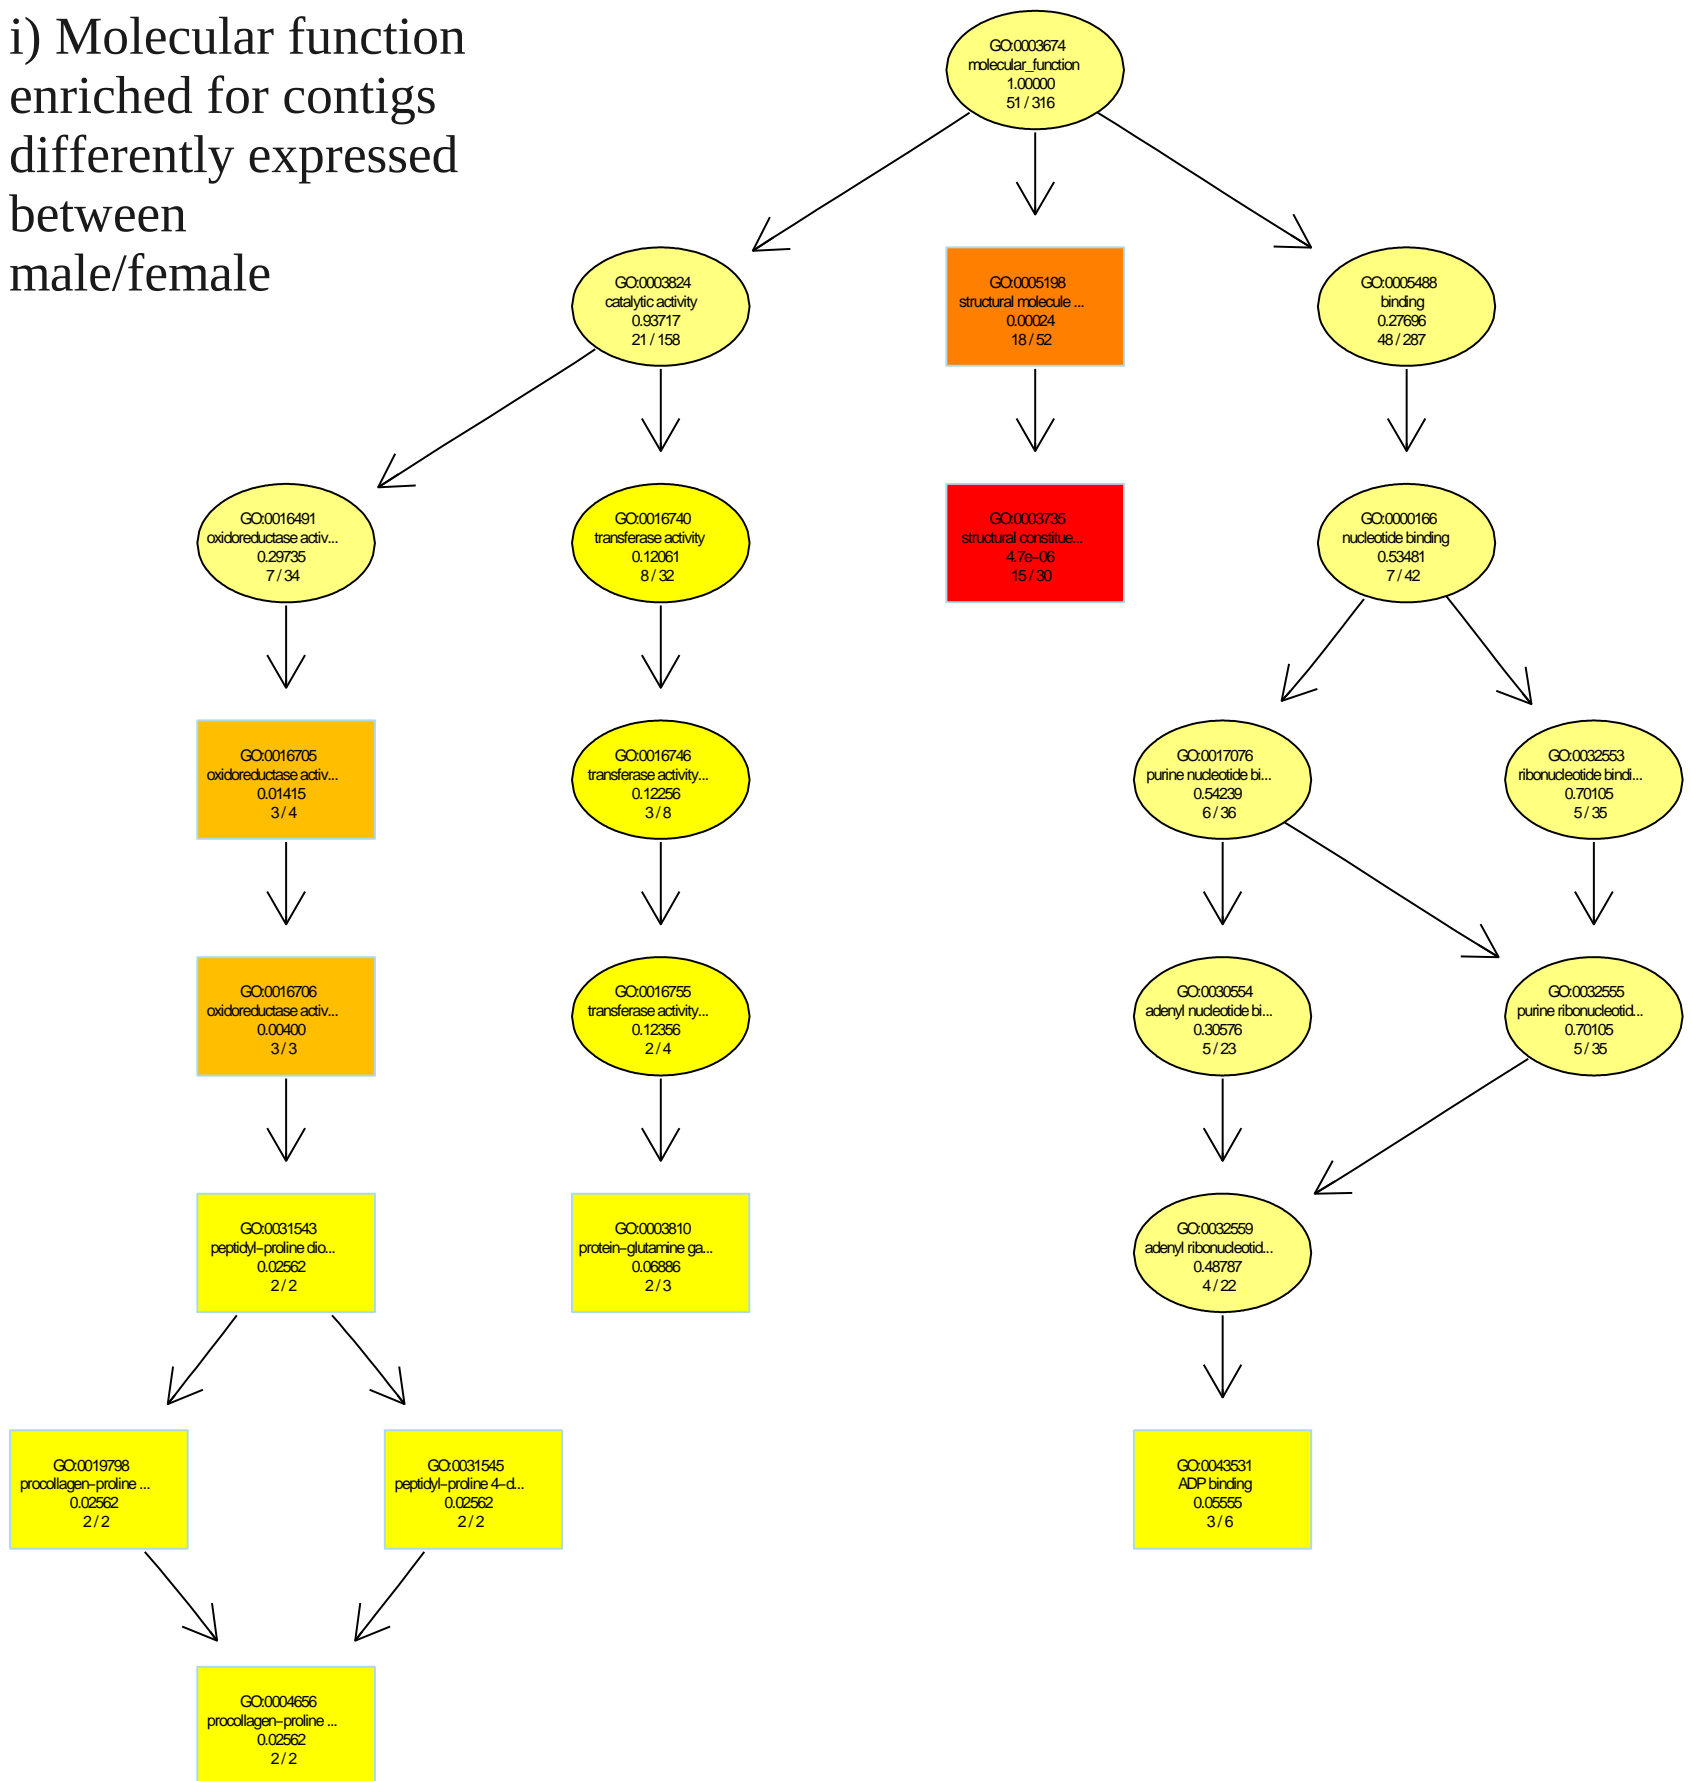 i) Molecular function
enriched for contigs
differently expressed
between
male/female
GO:0003674
molecular_function
1.00000
51 / 316
GO:0003824
catalytic activity
0.93717
21 / 158
GO:0005198
structural molecule ...
0.00024
18 / 52
GO:0005488
binding
0.27696
48 / 287
GO:0016491
oxidoreductase activ...
0.29735
7 / 34
GO:0016740
transferase activity
0.12061
8 / 32
GO:0003735
structural constitue...
4.7e−06
15 / 30
GO:0000166
nucleotide binding
0.53481
7 / 42
GO:0016705
oxidoreductase activ...
0.01415
3 / 4
GO:0016746
transferase activity...
0.12256
3 / 8
GO:0017076
purine nucleotide bi...
0.54239
6 / 36
GO:0032553
ribonucleotide bindi...
0.70105
5 / 35
GO:0016706
oxidoreductase activ...
0.00400
3 / 3
GO:0016755
transferase activity...
0.12356
2 / 4
GO:0030554
adenyl nucleotide bi...
0.30576
5 / 23
GO:0032555
purine ribonucleotid...
0.70105
5 / 35
GO:0031543
peptidyl−proline dio...
0.02562
2 / 2
GO:0003810
protein−glutamine ga...
0.06886
2 / 3
GO:0032559
adenyl ribonucleotid...
0.48787
4 / 22
GO:0019798
procollagen−proline ...
0.02562
2 / 2
GO:0031545
peptidyl−proline 4−d...
0.02562
2 / 2
GO:0043531
ADP binding
0.05555
3 / 6
GO:0004656
procollagen−proline ...
0.02562
2 / 2